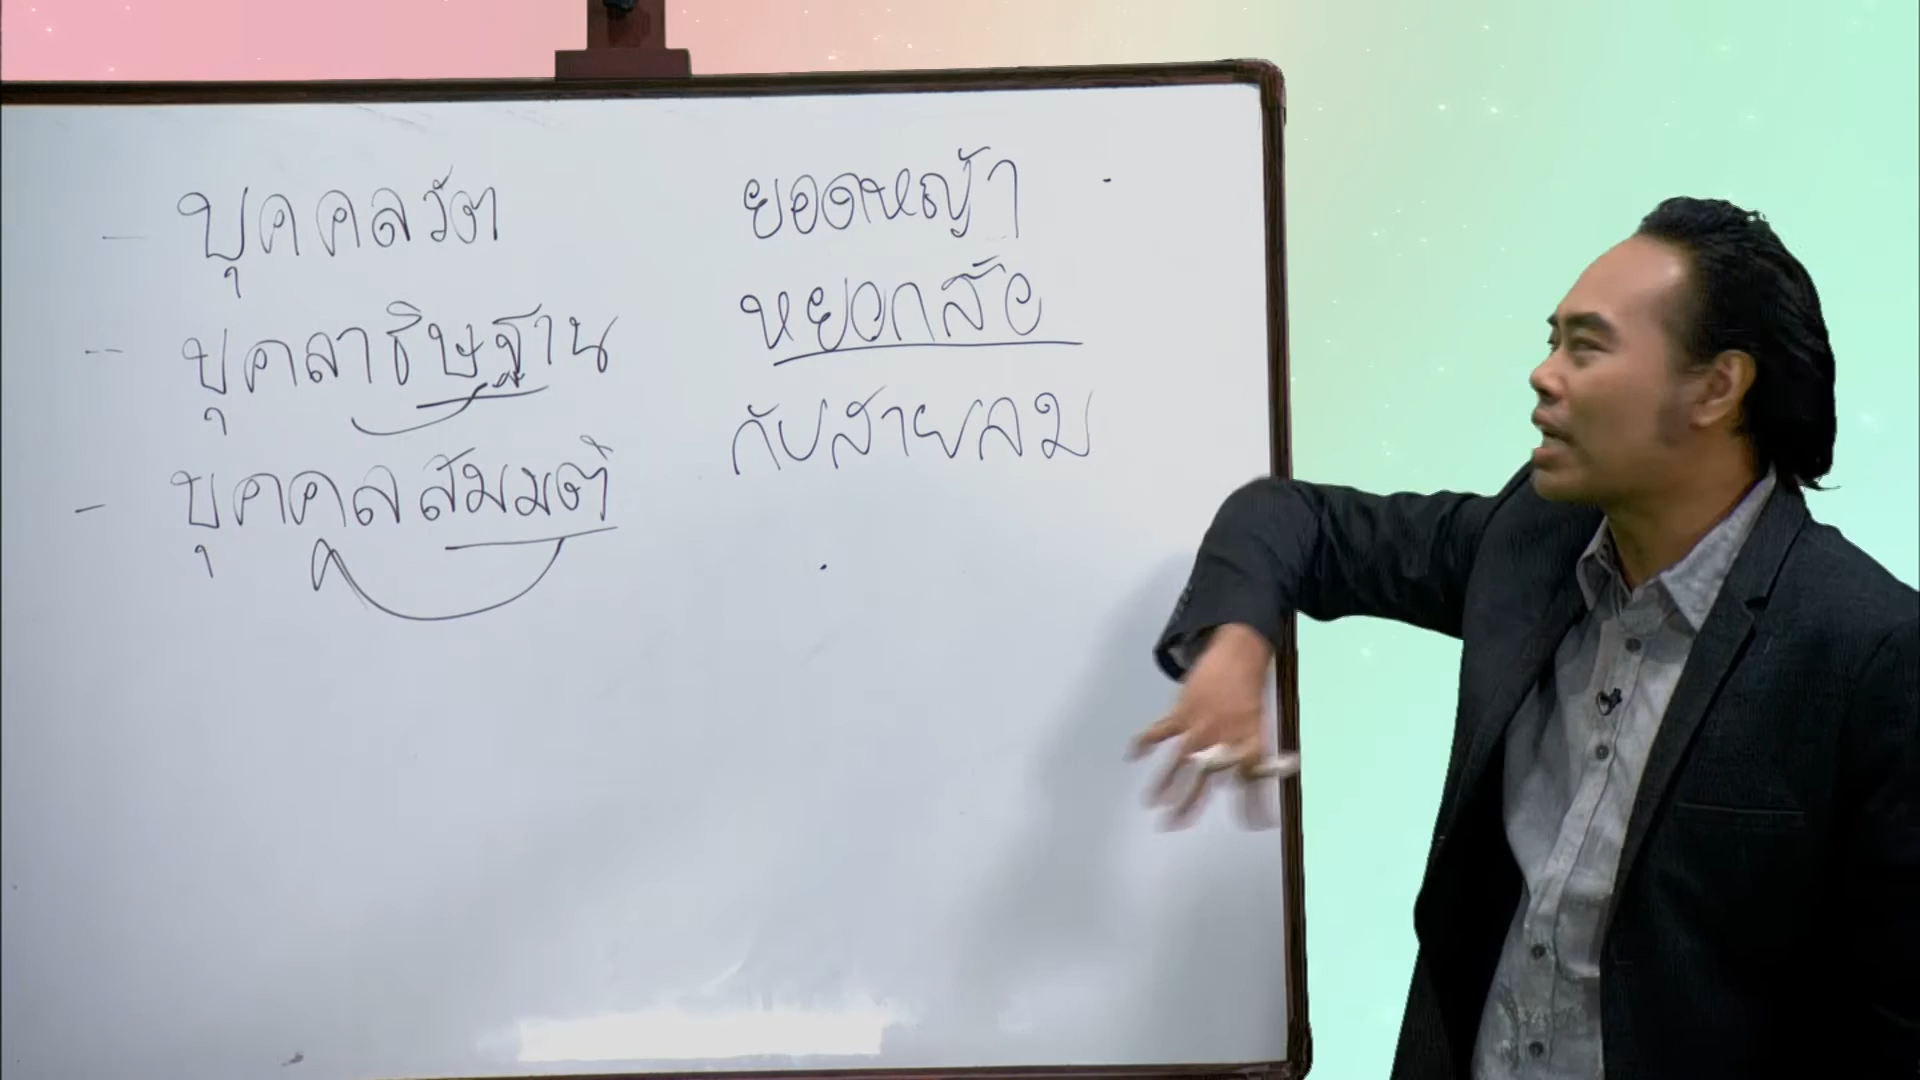 - บุคคลวัต
- บุคลาธิษฐาน
- บุคคลสมมติ
ยอดหญ้า
หยอกล้อ
กับสายลม